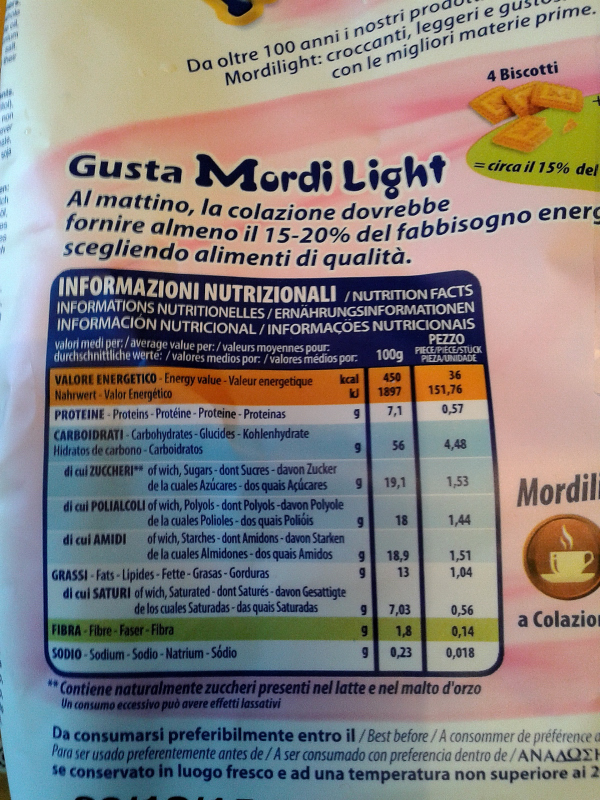 Da oltre 100 anni i nostri
Mordilight: croccanti, leggeri e
con le migliori materie prime.
4 Biscotti
= circa il 15% del
Gusta Mordi Light
Al mattino, la colazione dovrebbe
fornire almeno il 15-20% del fabbisogno
scegliendo alimenti di qualità.
INFORMAZIONI NUTRIZIONALI / NUTRITION FACTS
INFORMATIONS NUTRITIONELLES / ERNÄHRUNGSINFORMATIONEN
INFORMACIÓN NUTRICIONAL / INFORMAÇÕES NUTRICIONAIS
valori medi per: / average value per: / valeurs moyennes pour:
durchschnittliche werte: / valores medios por: / valores médios por:
100g
PEZZO
PIECE/PIECE/STÜCK
PIEZA/UNIDADE
VALORE ENERGETICO - Energy value - Valeur energetique kcal 450 36
Nahrwert - Valor Energético kJ 1897 151,76
PROTEINE - Proteins - Protéine - Proteine - Proteinas g 7,1 0,57
CARBOIDRATI - Carbohydrates - Glucides - Kohlenhydrate
Hidratos de carbono - Carboidratos g 56 4,48
di cui ZUCCHERI** of wich, Sugars - dont Sucres - davon Zucker
de la cuales Azúcares - dos quais Açúcares g 19,1 1,53
di cui POLIALCOLI of wich, Polyols - dont Polyols - davon Polyole
de la cuales Polioles - dos quais Polióis g 18 1,44
di cui AMIDI of wich, Starches - dont Amidons - davon Starken
de la cuales Almidones - dos quais Amidos g 18,9 1,51
GRASSI - Fats - Lipides - Fette - Grasas - Gorduras g 13 1,04
di cui SATURI of wich, Saturated - dont Saturés - davon Gesattigte
de los cuales Saturadas - das quais Saturadas g 7,03 0,56
FIBRA - Fibre - Faser - Fibra g 1,8 0,14
SODIO - Sodium - Sodio - Natrium - Sódio g 0,23 0,018
** Contiene naturalmente zuccheri presenti nel latte e nel malto d'orzo
Un consumo eccessivo può avere effetti lassativi
Mordili
a Colazio
Da consumarsi preferibilmente entro il / Best before / A consommer de préférence
Para ser usado preferentemente antes de / A ser consumado con preferencia dentro de /
se conservato in luogo fresco e ad una temperatura non superiore ai 2